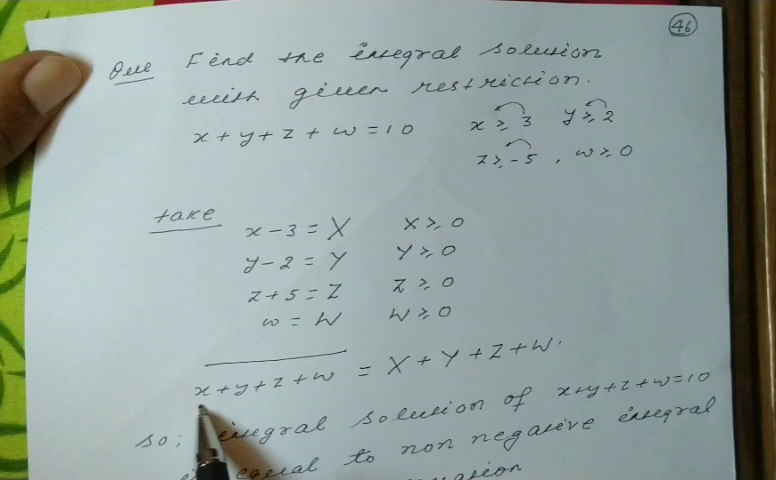 46
Que Find the integral solution
with given restriction.
x + y + z + w = 10 x ≥ 3 y ≥ 2
z ≥ -5 , w ≥ 0
take
x - 3 = X X ≥ 0
y - 2 = Y Y ≥ 0
z + 5 = Z Z ≥ 0
w = W W ≥ 0
x + y + z + w = X + Y + Z + W.
so; integral solution of x+y+z+w=10
equal to non negative integral